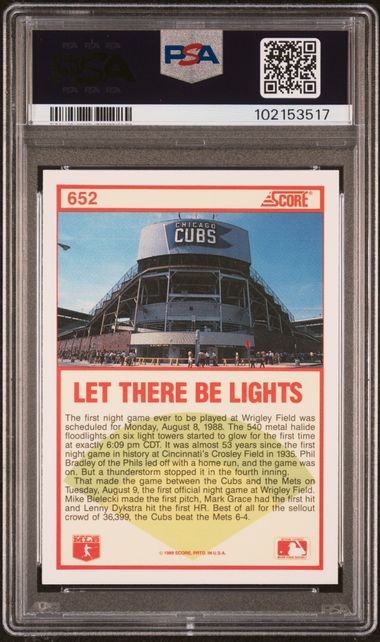 PSA
102153517
652
SCORE®
CHICAGO
CUBS
LET THERE BE LIGHTS
The first night game ever to be played at Wrigley Field was
scheduled for Monday, August 8, 1988. The 540 metal halide
floodlights on six light towers started to glow for the first time
at exactly 6:09 pm CDT. It was almost 53 years since the first
night game in history at Cincinnati's Crosley Field in 1935. Phil
Bradley of the Phils led off with a home run, and the game was
on. But a thunderstorm stopped it in the fourth inning.
That made the game between the Cubs and the Mets on
Tuesday, August 9, the first official night game at Wrigley Field.
Mike Bielecki made the first pitch, Mark Grace had the first hit
and Lenny Dykstra hit the first HR. Best of all for the sellout
crowd of 36,399, the Cubs beat the Mets 6-4.
MLB
© 1989 SCORE, PRTD. IN U.S.A.